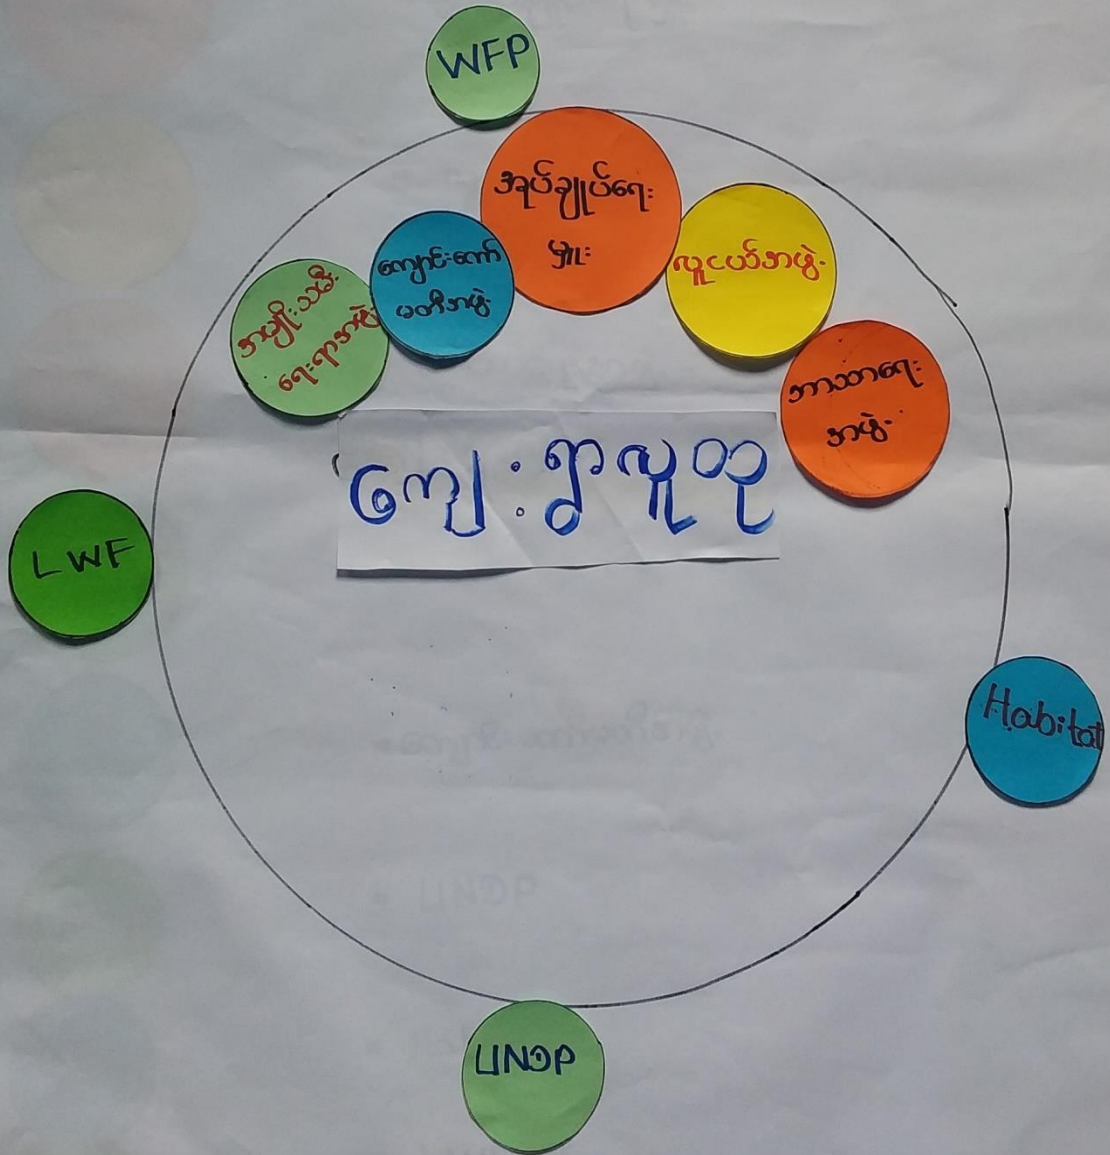 WFP
အုပ်ချုပ်ရေး
မှူး
လူငယ်အဖွဲ့
ကျောင်းကော်
မတီအဖွဲ့
အမျိုးသမီး
ရေးရာအဖွဲ့
ဘာသာရေး
အဖွဲ့
ကျေးရွာလူထု
LWF
Habitat
UNDP